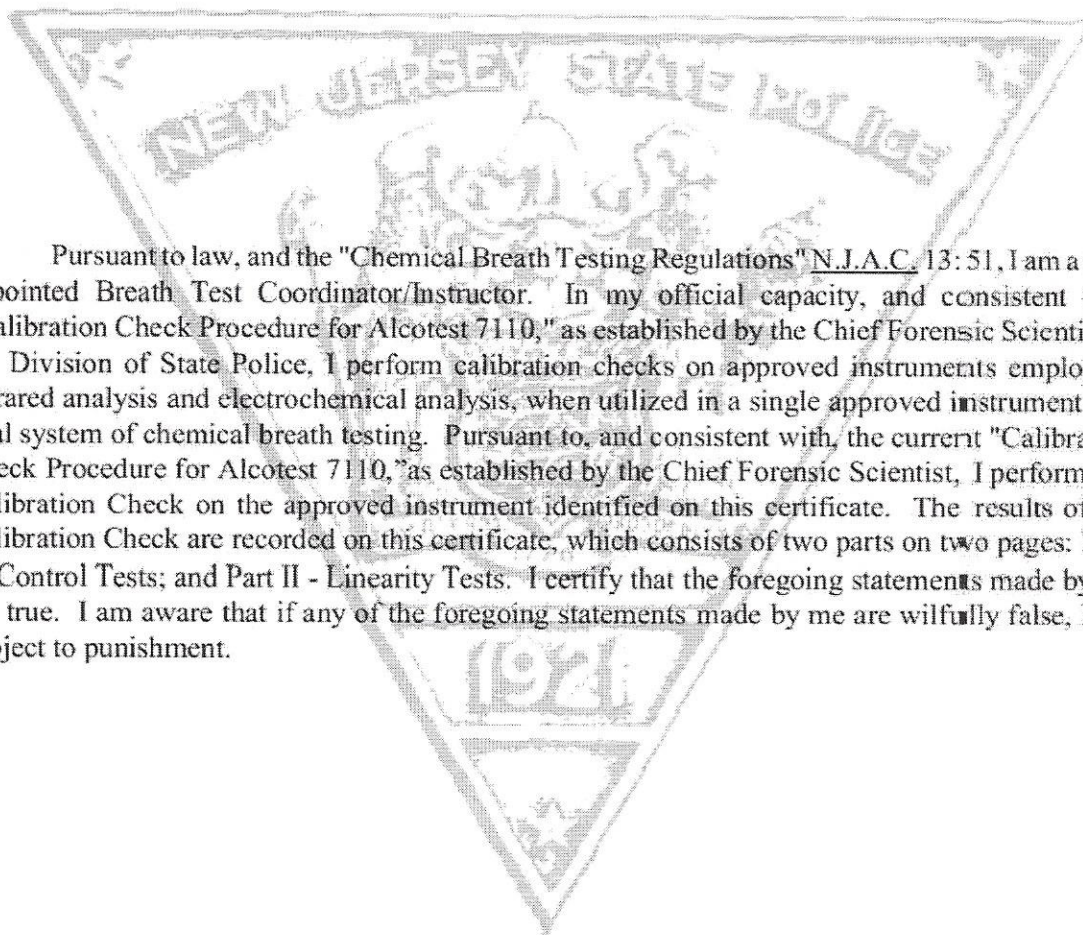 NEW JERSEY STATE POLICE
Pursuant to law, and the "Chemical Breath Testing Regulations" N.J.A.C. 13:51, I am a
pointed Breath Test Coordinator/Instructor. In my official capacity, and consistent
alibration Check Procedure for Alcotest 7110," as established by the Chief Forensic Scienti
Division of State Police, I perform calibration checks on approved instruments emplo
rared analysis and electrochemical analysis, when utilized in a single approved instrument
al system of chemical breath testing. Pursuant to, and consistent with, the current "Calibra
eck Procedure for Alcotest 7110," as established by the Chief Forensic Scientist, I perform
libration Check on the approved instrument identified on this certificate. The results of
libration Check are recorded on this certificate, which consists of two parts on two pages:
Control Tests; and Part II - Linearity Tests. I certify that the foregoing statements made by
true. I am aware that if any of the foregoing statements made by me are wilfully false,
ject to punishment.
1921